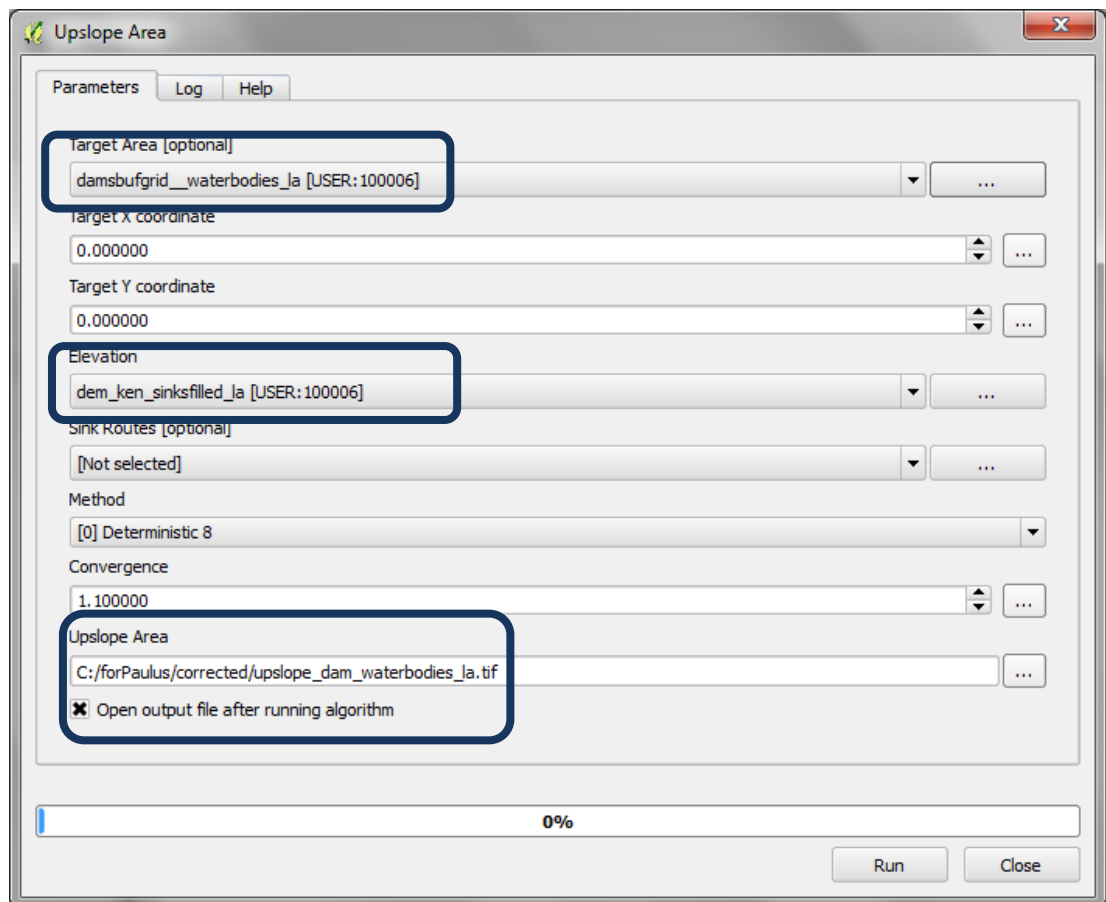 Upslope Area
Parameters Log Help
Target Area [optional]
damsbufgrid__waterbodies_la [USER:100006]
...
Target X coordinate
0.000000
...
Target Y coordinate
0.000000
...
Elevation
dem_ken_sinksfilled_la [USER:100006]
...
Sink Routes [optional]
[Not selected]
...
Method
[0] Deterministic 8
Convergence
1.100000
...
Upslope Area
C:/forPaulus/corrected/upslope_dam_waterbodies_la.tif
...
Open output file after running algorithm
0%
Run Close